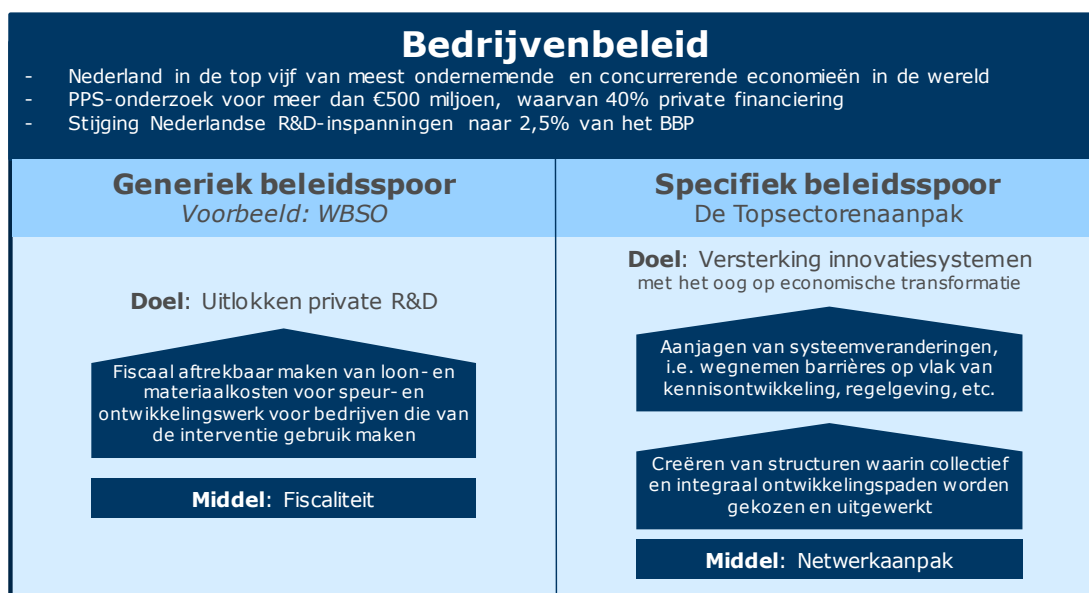 Bedrijvenbeleid
- Nederland in de top vijf van meest ondernemende en concurrerende economieën in de wereld
- PPS-onderzoek voor meer dan €500 miljoen, waarvan 40% private financiering
- Stijging Nederlandse R&D-inspanningen naar 2,5% van het BBP
Generiek beleidsspoor
Voorbeeld: WBSO
Doel: Uitlokken private R&D
Fiscaal aftrekbaar maken van loon- en
materiaalkosten voor speur- en
ontwikkelingswerk voor bedrijven die van
de interventie gebruik maken
Middel: Fiscaliteit
Specifiek beleidsspoor
De Topsectorenaanpak
Doel: Versterking innovatiesystemen
met het oog op economische transformatie
Aanjagen van systeemveranderingen,
i.e. wegnemen barrières op vlak van
kennisontwikkeling, regelgeving, etc.
Creëren van structuren waarin collectief
en integraal ontwikkelingspaden worden
gekozen en uitgewerkt
Middel: Netwerkaanpak